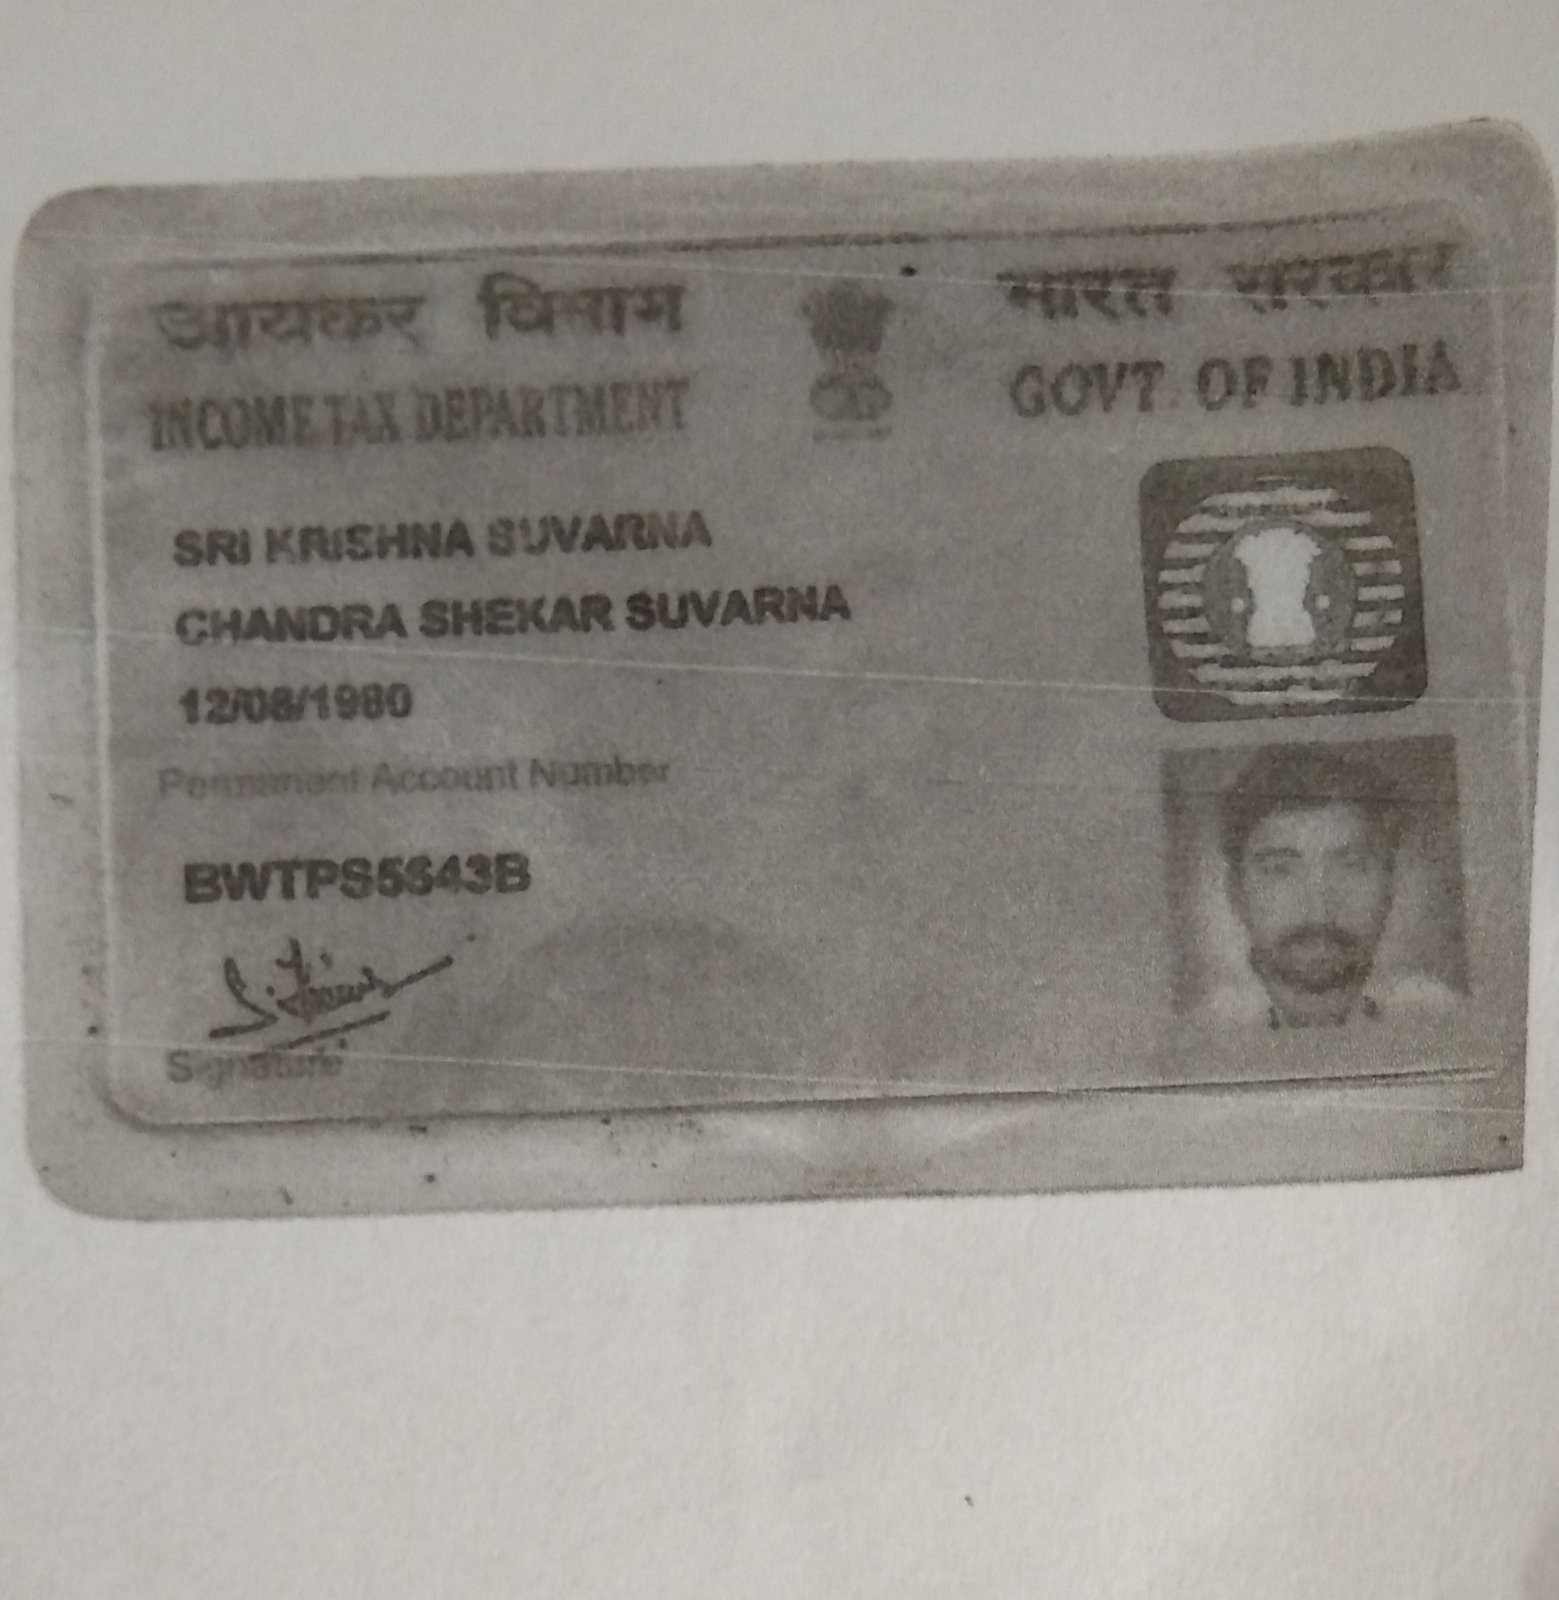 आयकर विभाग
भारत सरकार
INCOME TAX DEPARTMENT
GOVT. OF INDIA
SRI KRISHNA SUVARNA
CHANDRA SHEKAR SUVARNA
12/08/1980
Permanent Account Number
BWTPS5643B
Signature